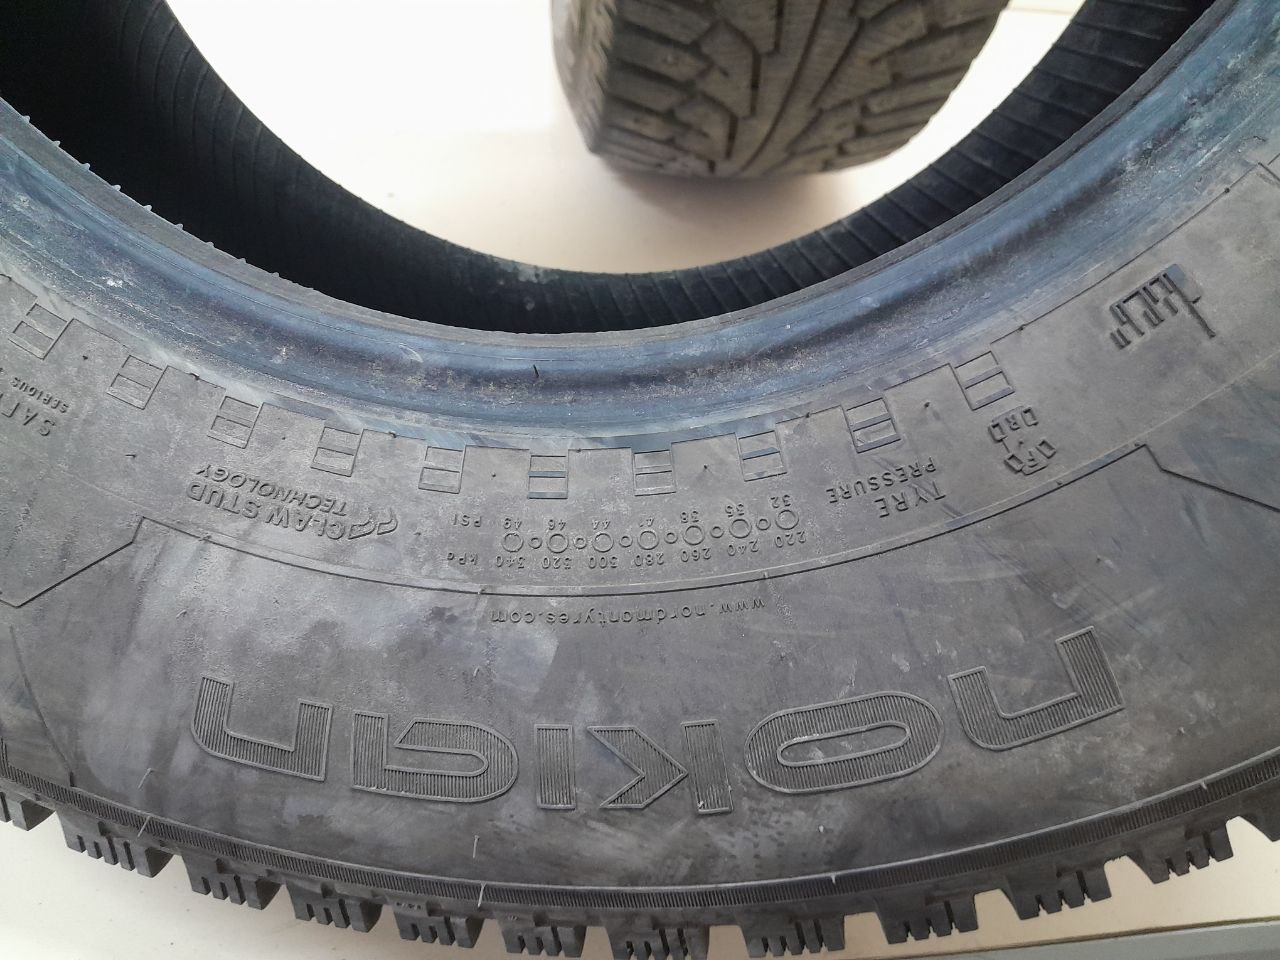 nOKIAn
www.nordmantyres.com
TYRE
PRESSURE
220 240 260 280 300 320 340 kPa
32 35 38 41 44 46 49 PSI
CLAW STUD
TECHNOLOGY
SERIOUS